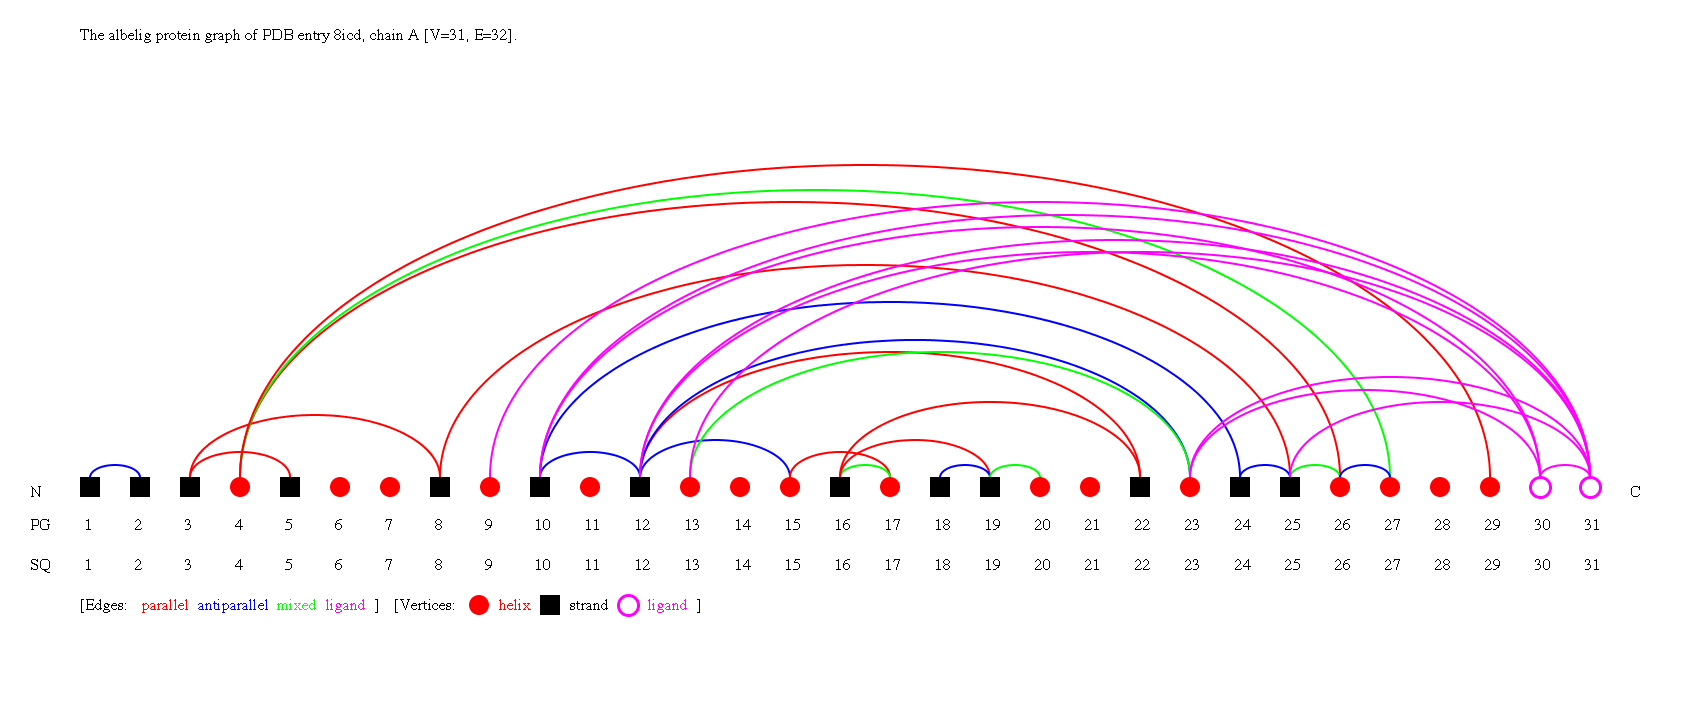 The albelig protein graph of PDB entry 8icd, chain A [V=31, E=32].
N C
PG 1 2 3 4 5 6 7 8 9 10 11 12 13 14 15 16 17 18 19 20 21 22 23 24 25 26 27 28 29 30 31
SQ 1 2 3 4 5 6 7 8 9 10 11 12 13 14 15 16 17 18 19 20 21 22 23 24 25 26 27 28 29 30 31
[Edges: parallel antiparallel mixed ligand ] [Vertices: helix strand ligand ]